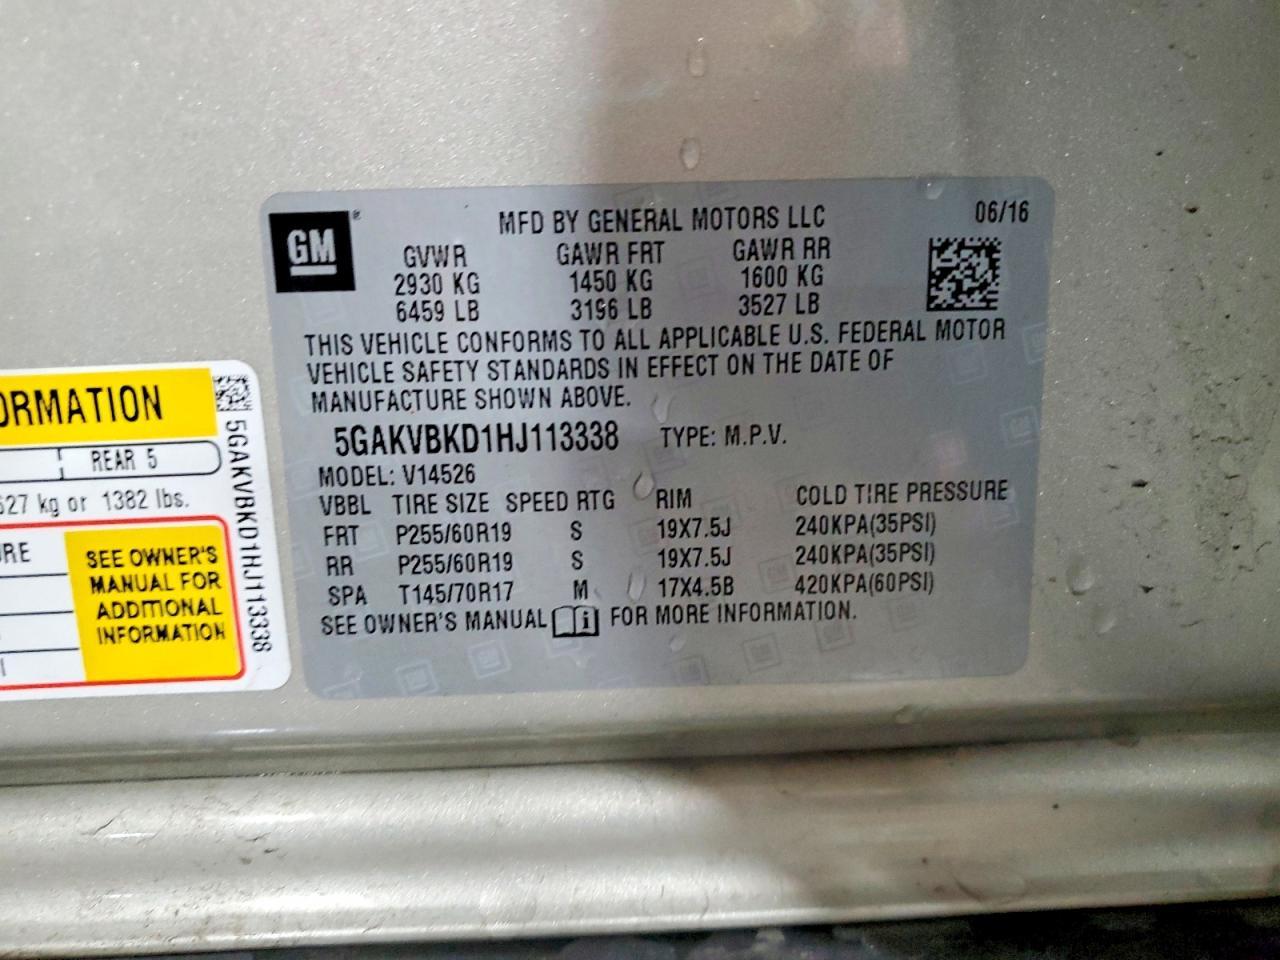 GM ®
MFD BY GENERAL MOTORS LLC 06/16
GVWR GAWR FRT GAWR RR
2930 KG 1450 KG 1600 KG
6459 LB 3196 LB 3527 LB
THIS VEHICLE CONFORMS TO ALL APPLICABLE U.S. FEDERAL MOTOR
VEHICLE SAFETY STANDARDS IN EFFECT ON THE DATE OF
MANUFACTURE SHOWN ABOVE.
5GAKVBKD1HJ113338 TYPE: M.P.V.
MODEL: V14526
VBBL TIRE SIZE SPEED RTG RIM COLD TIRE PRESSURE
FRT P255/60R19 S 19X7.5J 240KPA(35PSI)
RR P255/60R19 S 19X7.5J 240KPA(35PSI)
SPA T145/70R17 M 17X4.5B 420KPA(60PSI)
SEE OWNER'S MANUAL i FOR MORE INFORMATION.
ORMATION
REAR 5
627 kg or 1382 lbs.
URE
SEE OWNER'S
MANUAL FOR
ADDITIONAL
INFORMATION
5GAKVBKD1HJ113338